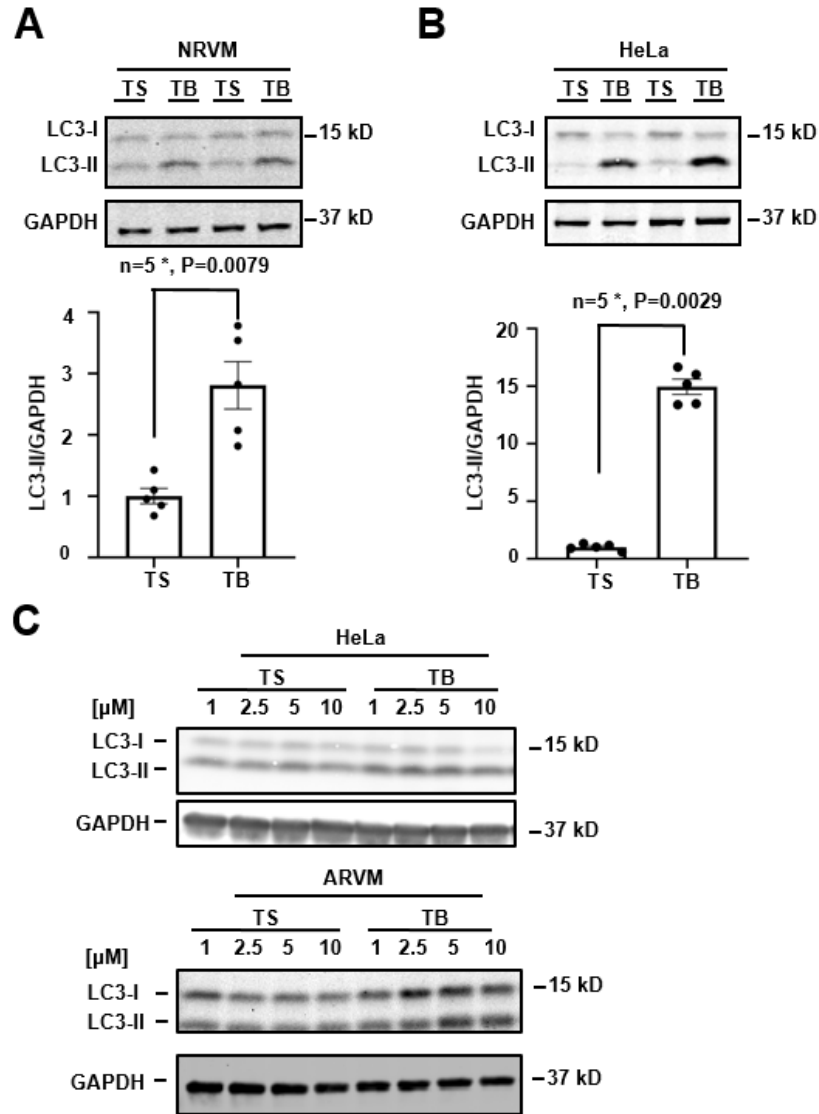 A
NRVM
TS TB TS TB
LC3-I
–15 kD
LC3-II
GAPDH
–37 kD
n=5 *, P=0.0079
LC3-II/GAPDH
4
3
2
1
0
TS TB
B
HeLa
TS TB TS TB
LC3-I
–15 kD
LC3-II
GAPDH
–37 kD
n=5 *, P=0.0029
LC3-II/GAPDH
20
15
10
5
0
TS TB
C
HeLa
TS TB
[µM] 1 2.5 5 10 1 2.5 5 10
LC3-I –
–15 kD
LC3-II –
GAPDH –
–37 kD
ARVM
TS TB
[µM] 1 2.5 5 10 1 2.5 5 10
LC3-I –
–15 kD
LC3-II –
GAPDH –
–37 kD